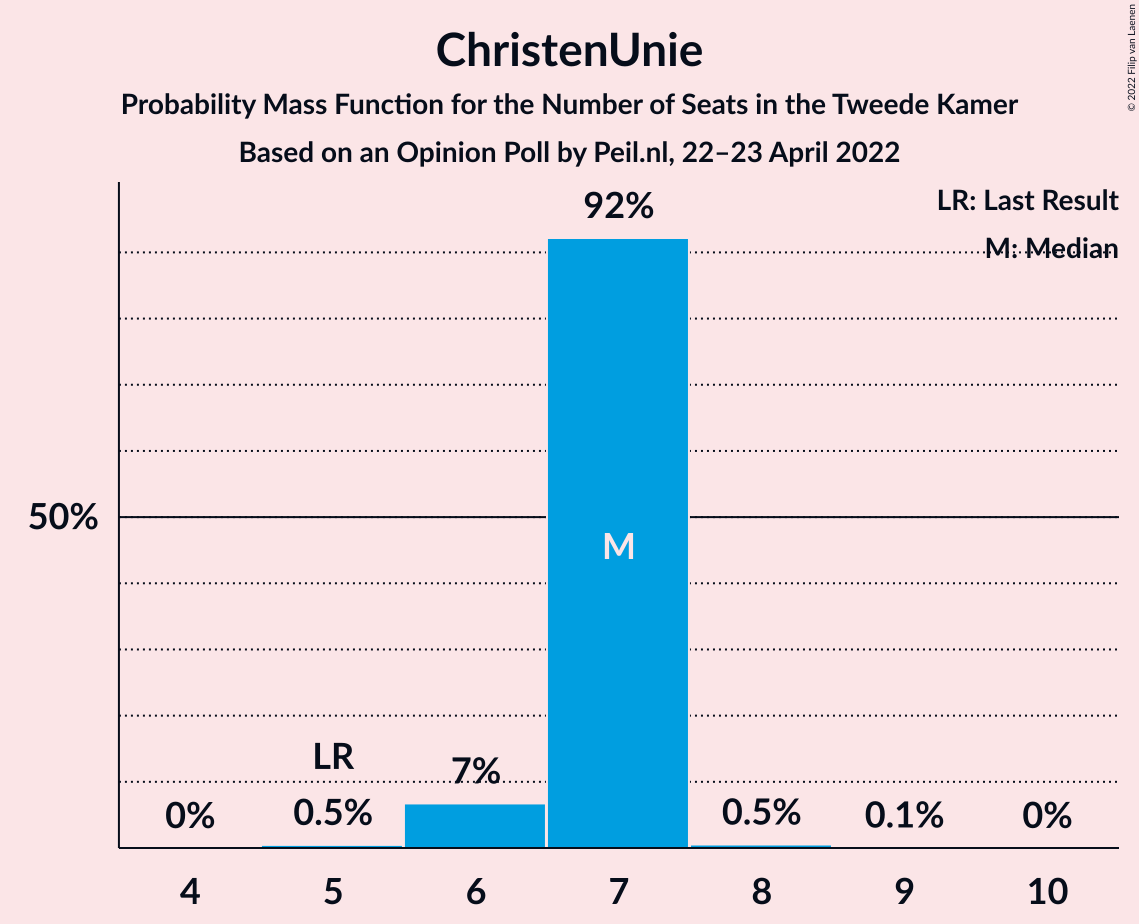 ChristenUnie
Probability Mass Function for the Number of Seats in the Tweede Kamer
Based on an Opinion Poll by Peil.nl, 22–23 April 2022
© 2022 Filip van Laenen
LR: Last Result
M: Median
92%
50%
M
LR
7%
0%
0.5%
0.5%
0.1%
0%
4 5 6 7 8 9 10